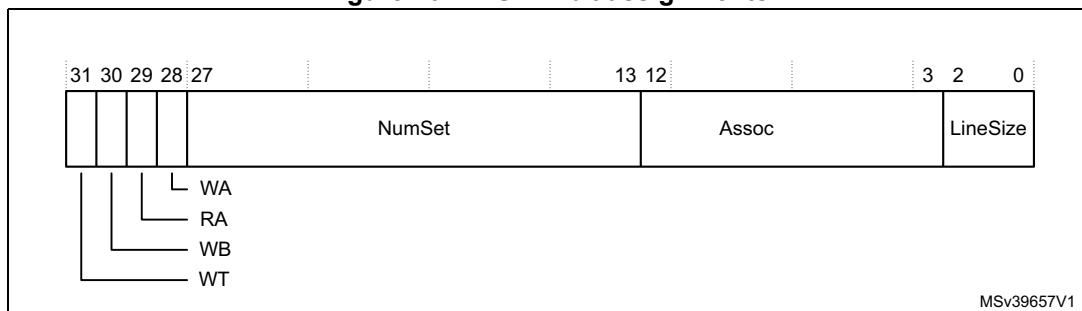 31 30 29 28 27 13 12 3 2 0
NumSet Assoc LineSize
WA
RA
WB
WT
MSv39657V1